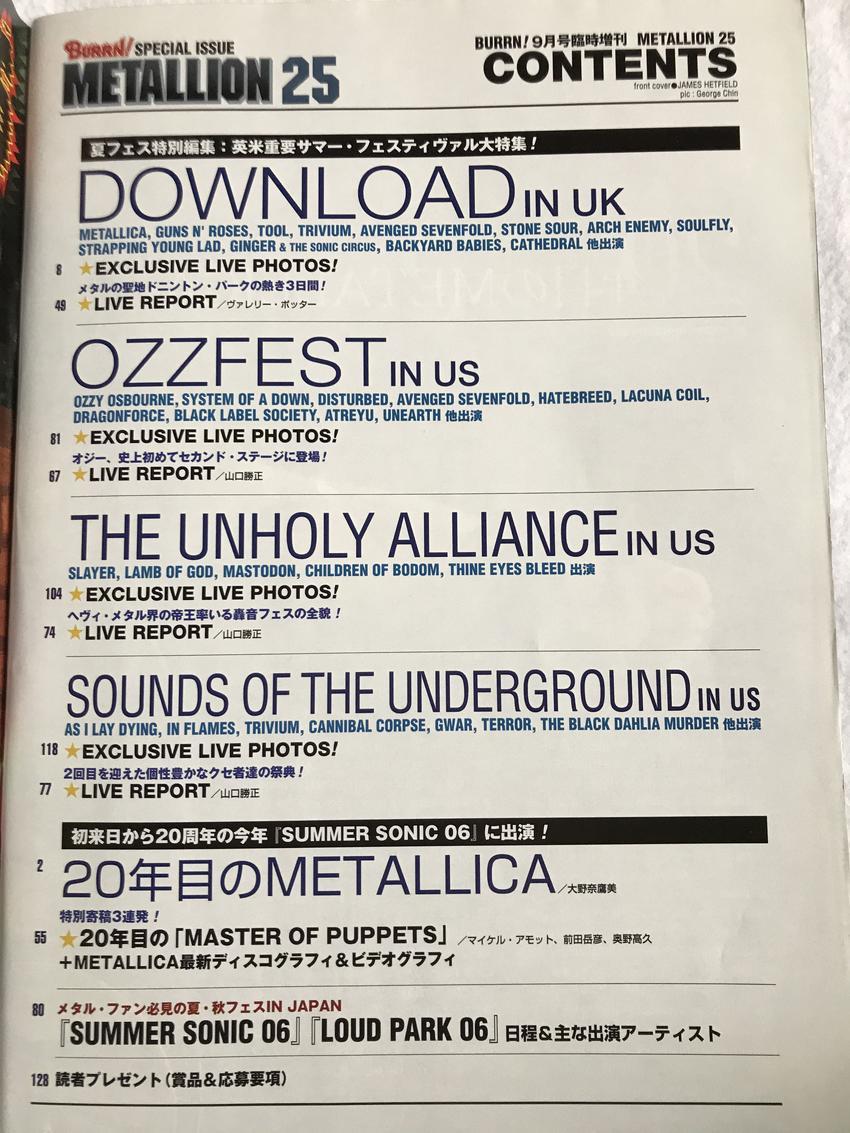 BURRN! SPECIAL ISSUE
METALLION 25
BURRN!9月号臨時増刊 METALLION 25
CONTENTS
front cover●JAMES HETFIELD
pic : George Chin
夏フェス特別編集：英米重要サマー・フェスティヴァル大特集！
DOWNLOAD IN UK
METALLICA, GUNS N' ROSES, TOOL, TRIVIUM, AVENGED SEVENFOLD, STONE SOUR, ARCH ENEMY, SOULFLY,
STRAPPING YOUNG LAD, GINGER & THE SONIC CIRCUS, BACKYARD BABIES, CATHEDRAL 他出演
8 ★EXCLUSIVE LIVE PHOTOS!
メタルの聖地ドニントン・パークの熱き3日間！
49 ★LIVE REPORT／ヴァレリー・ポッター
OZZFEST IN US
OZZY OSBOURNE, SYSTEM OF A DOWN, DISTURBED, AVENGED SEVENFOLD, HATEBREED, LACUNA COIL,
DRAGONFORCE, BLACK LABEL SOCIETY, ATREYU, UNEARTH 他出演
81 ★EXCLUSIVE LIVE PHOTOS!
オジー、史上初めてセカンド・ステージに登場！
67 ★LIVE REPORT／山口勝正
THE UNHOLY ALLIANCE IN US
SLAYER, LAMB OF GOD, MASTODON, CHILDREN OF BODOM, THINE EYES BLEED 出演
104 ★EXCLUSIVE LIVE PHOTOS!
ヘヴィ・メタル界の帝王率いる轟音フェスの全貌！
74 ★LIVE REPORT／山口勝正
SOUNDS OF THE UNDERGROUND IN US
AS I LAY DYING, IN FLAMES, TRIVIUM, CANNIBAL CORPSE, GWAR, TERROR, THE BLACK DAHLIA MURDER 他出演
118 ★EXCLUSIVE LIVE PHOTOS!
2回目を迎えた個性豊かなクセ者達の祭典！
77 ★LIVE REPORT／山口勝正
初来日から20周年の今年『SUMMER SONIC 06』に出演！
2 20年目のMETALLICA／大野奈鷹美
特別寄稿3連発！
55 ★20年目の「MASTER OF PUPPETS」／マイケル・アモット、前田岳彦、奥野高久
＋METALLICA最新ディスコグラフィ＆ビデオグラフィ
80 メタル・ファン必見の夏・秋フェスIN JAPAN
『SUMMER SONIC 06』『LOUD PARK 06』日程＆主な出演アーティスト
128 読者プレゼント（賞品＆応募要項）